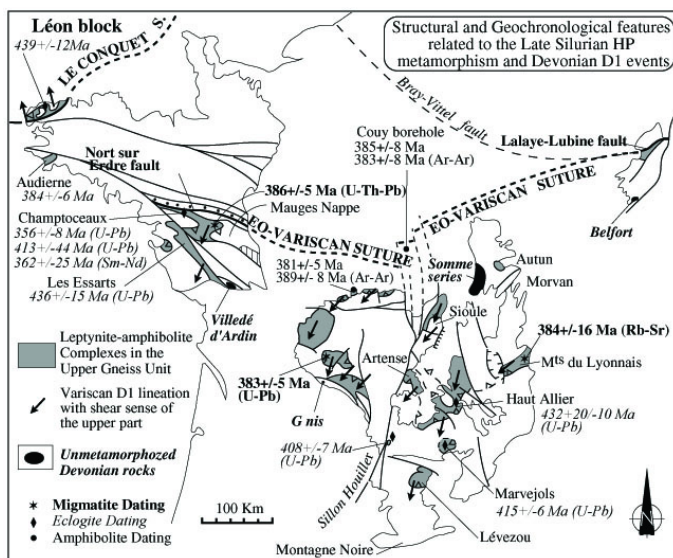 Léon block
439+/-12Ma
LE CONQUET S.
Structural and Geochronological features
related to the Late Silurian HP
metamorphism and Devonian D1 events
Bray-Vittel fault
Couy borehole
385+/-8 Ma
383+/-8 Ma (Ar-Ar)
Lalaye-Lubine fault
Nort sur
Erdre fault
Audierne
384+/-6 Ma
386+/-5 Ma (U-Th-Pb)
Mauges Nappe
EO-VARISCAN SUTURE
EO-VARISCAN SUTURE
Belfort
Champtoceaux
356+/-8 Ma (U-Pb)
413+/-44 Ma (U-Pb)
362+/-25 Ma (Sm-Nd)
Les Essarts
436+/-15 Ma (U-Pb)
Villedé
d'Ardin
381+/-5 Ma
389+/- 8 Ma (Ar-Ar)
Somme
series
Autun
Morvan
Sioule
384+/-16 Ma (Rb-Sr)
Mts du Lyonnais
Leptynite-amphibolite
Complexes in the
Upper Gneiss Unit
Artense
383+/-5 Ma
(U-Pb)
G nis
Haut Allier
432+20/-10 Ma
(U-Pb)
Variscan D1 lineation
with shear sense of
the upper part
408+/-7 Ma
(U-Pb)
Unmetamorphozed
Devonian rocks
Sillon Houiller
Marvejols
415+/-6 Ma (U-Pb)
Migmatite Dating
Eclogite Dating
Amphibolite Dating
100 Km
Lévezou
Montagne Noire
N